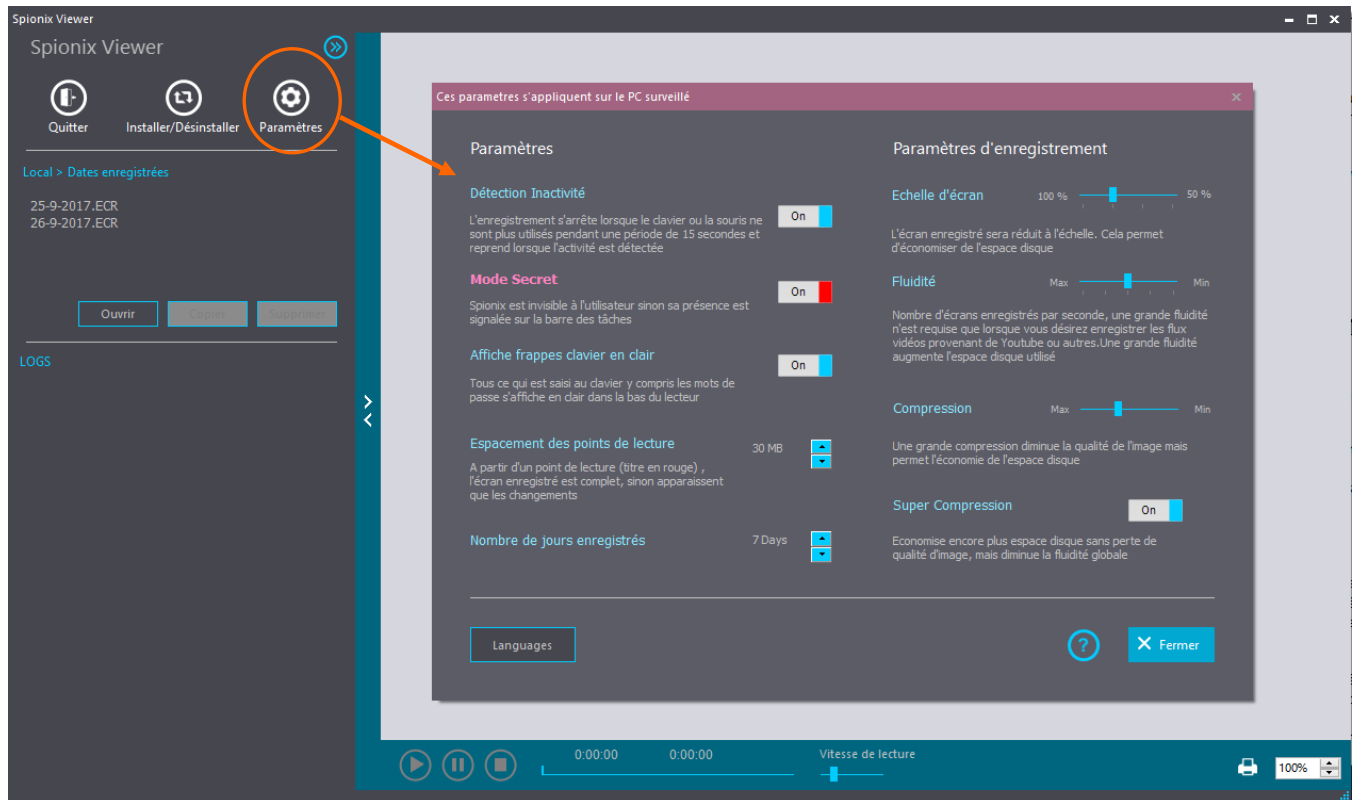 Spionix Viewer
Spionix Viewer
Quitter
Installer/Désinstaller
Paramètres
Local > Dates enregistrées
25-9-2017.ECR
26-9-2017.ECR
Ouvrir
Copier
Supprimer
LOGS
Ces parametres s'appliquent sur le PC surveillé
Paramètres
Détection Inactivité
On
L'enregistrement s'arrête lorsque le clavier ou la souris ne
sont plus utilisés pendant une période de 15 secondes et
reprend lorsque l'activité est détectée
Mode Secret
On
Spionix est invisible à l'utilisateur sinon sa présence est
signalée sur la barre des tâches
Affiche frappes clavier en clair
On
Tous ce qui est saisi au clavier y compris les mots de
passe s'affiche en clair dans la bas du lecteur
Espacement des points de lecture
30 MB
A partir d'un point de lecture (titre en rouge) ,
l'écran enregistré est complet, sinon apparaissent
que les changements
Nombre de jours enregistrés
7 Days
Paramètres d'enregistrement
Echelle d'écran
100 %
50 %
L'écran enregistré sera réduit à l'échelle. Cela permet
d'économiser de l'espace disque
Fluidité
Max
Min
Nombre d'écrans enregistrés par seconde, une grande fluidité
n'est requise que lorsque vous désirez enregistrer les flux
vidéos provenant de Youtube ou autres.Une grande fluidité
augmente l'espace disque utilisé
Compression
Max
Min
Une grande compression diminue la qualité de l'image mais
permet l'économie de l'espace disque
Super Compression
On
Economise encore plus espace disque sans perte de
qualité d'image, mais diminue la fluidité globale
Languages
?
Fermer
0:00:00
0:00:00
Vitesse de lecture
100%